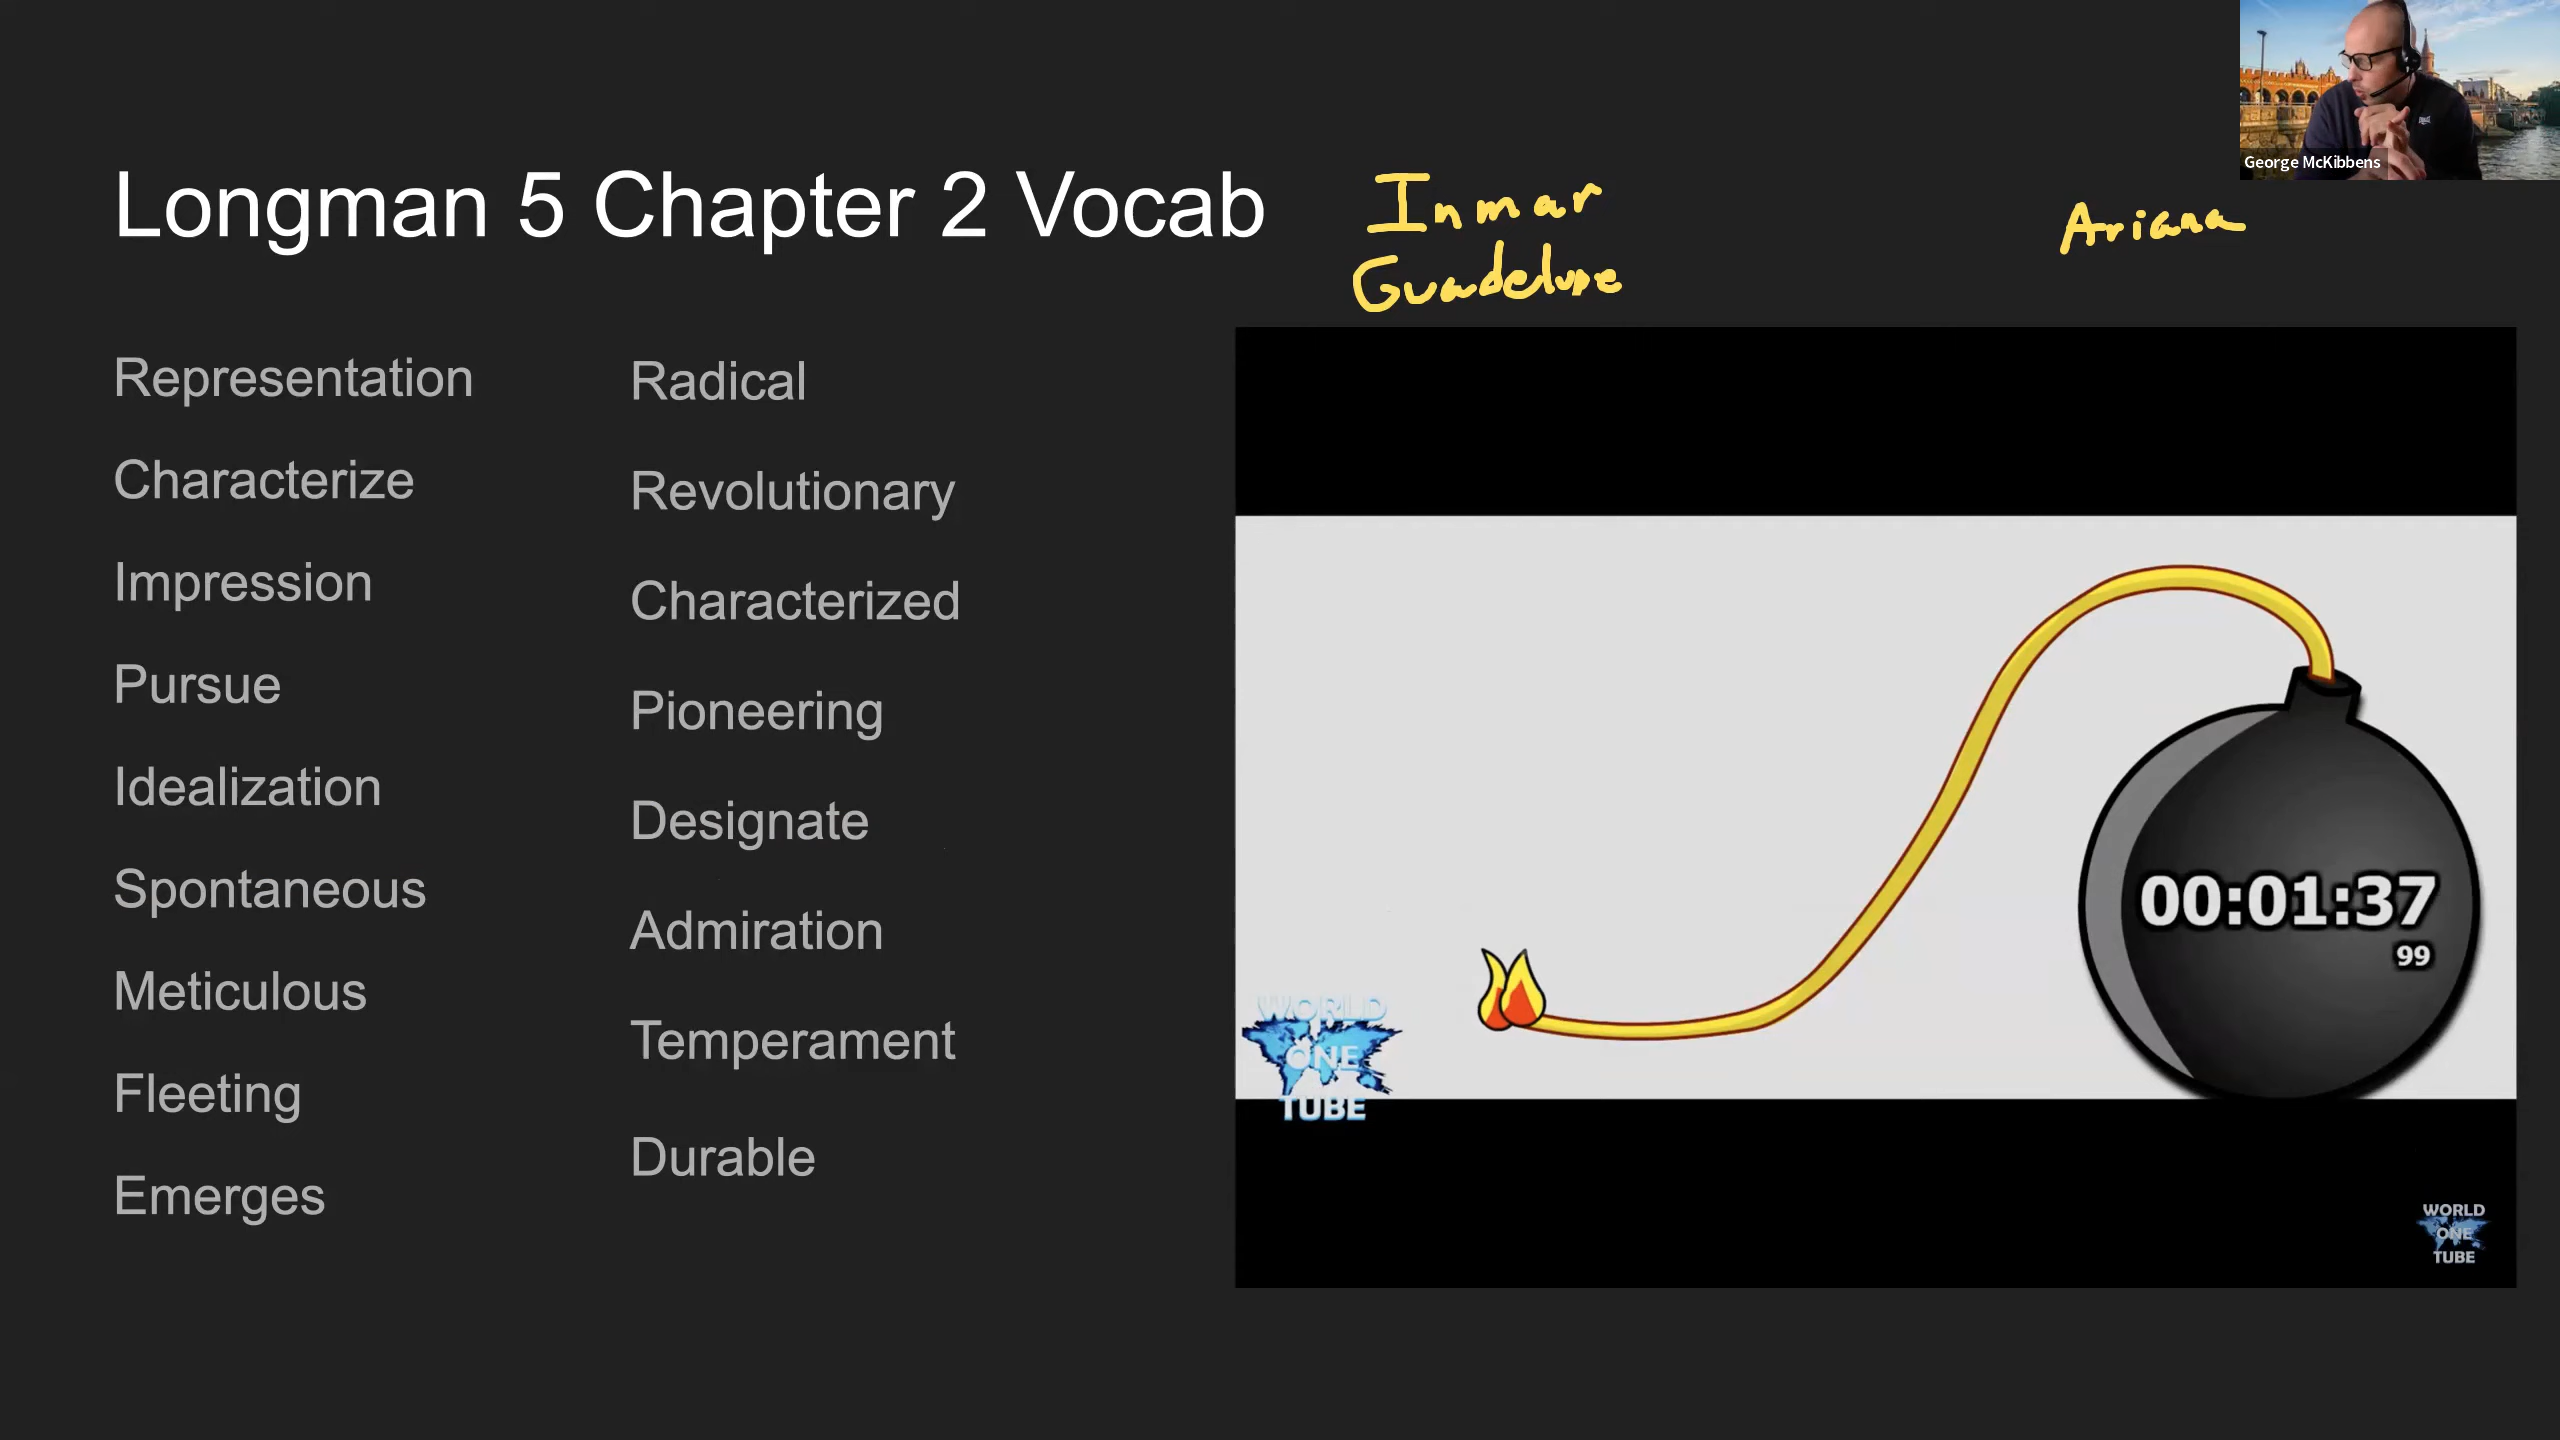 George McKibbens
Longman 5 Chapter 2 Vocab
Inmar
Guadelupe
Ariana
Representation
Characterize
Impression
Pursue
Idealization
Spontaneous
Meticulous
Fleeting
Emerges
Radical
Revolutionary
Characterized
Pioneering
Designate
Admiration
Temperament
Durable
00:01:37
99
WORLD
ONE
TUBE
WORLD
ONE
TUBE